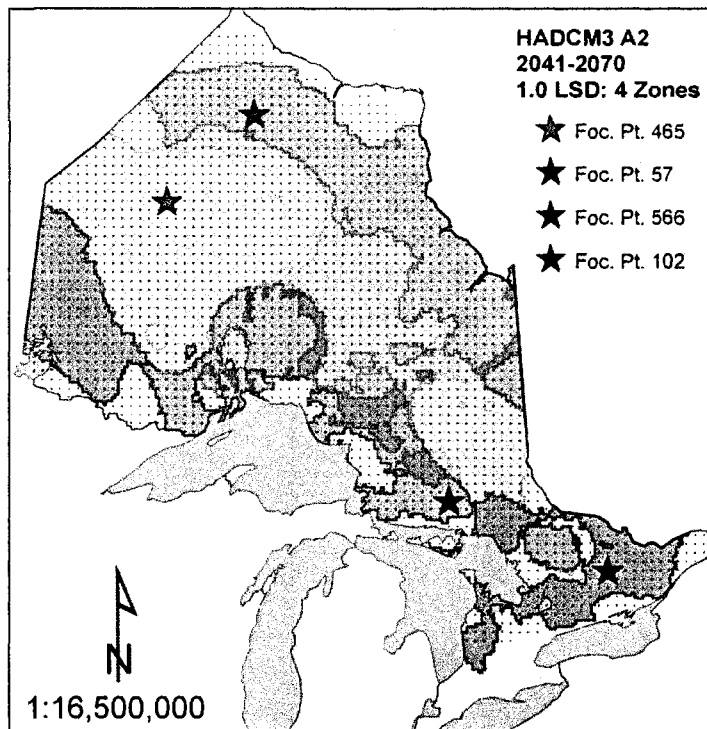 HADCM3 A2
2041-2070
1.0 LSD: 4 Zones
Foc. Pt. 465
Foc. Pt. 57
Foc. Pt. 566
Foc. Pt. 102
N
1:16,500,000